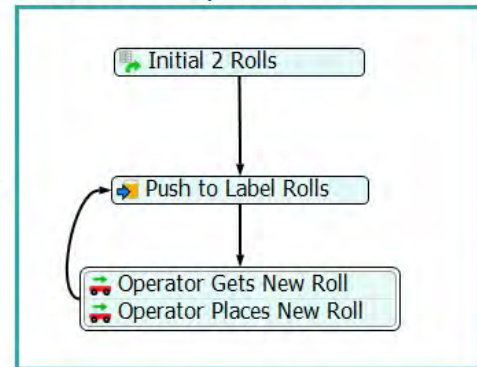 Initial 2 Rolls
Push to Label Rolls
Operator Gets New Roll
Operator Places New Roll